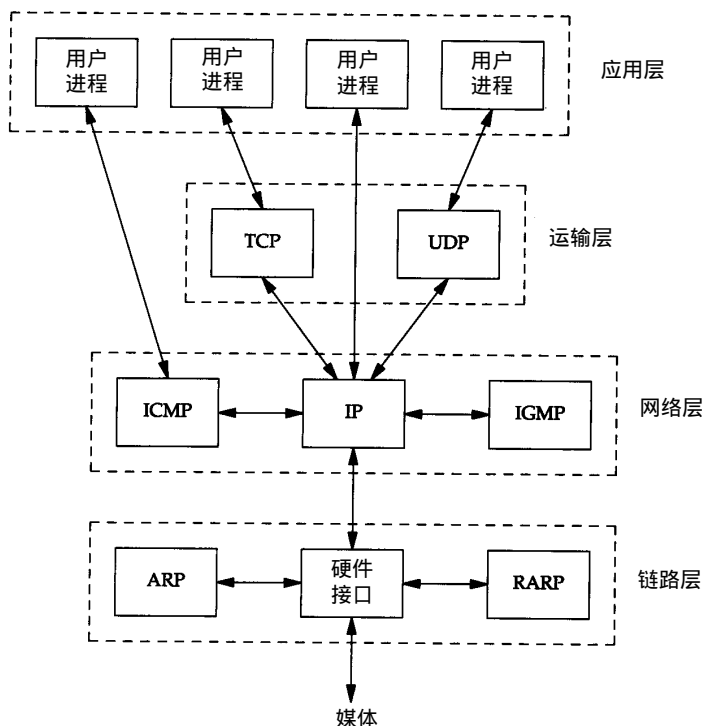 用户
进程
用户
进程
用户
进程
用户
进程
应用层
TCP
UDP
运输层
ICMP
IP
IGMP
网络层
ARP
硬件
接口
RARP
链路层
媒体